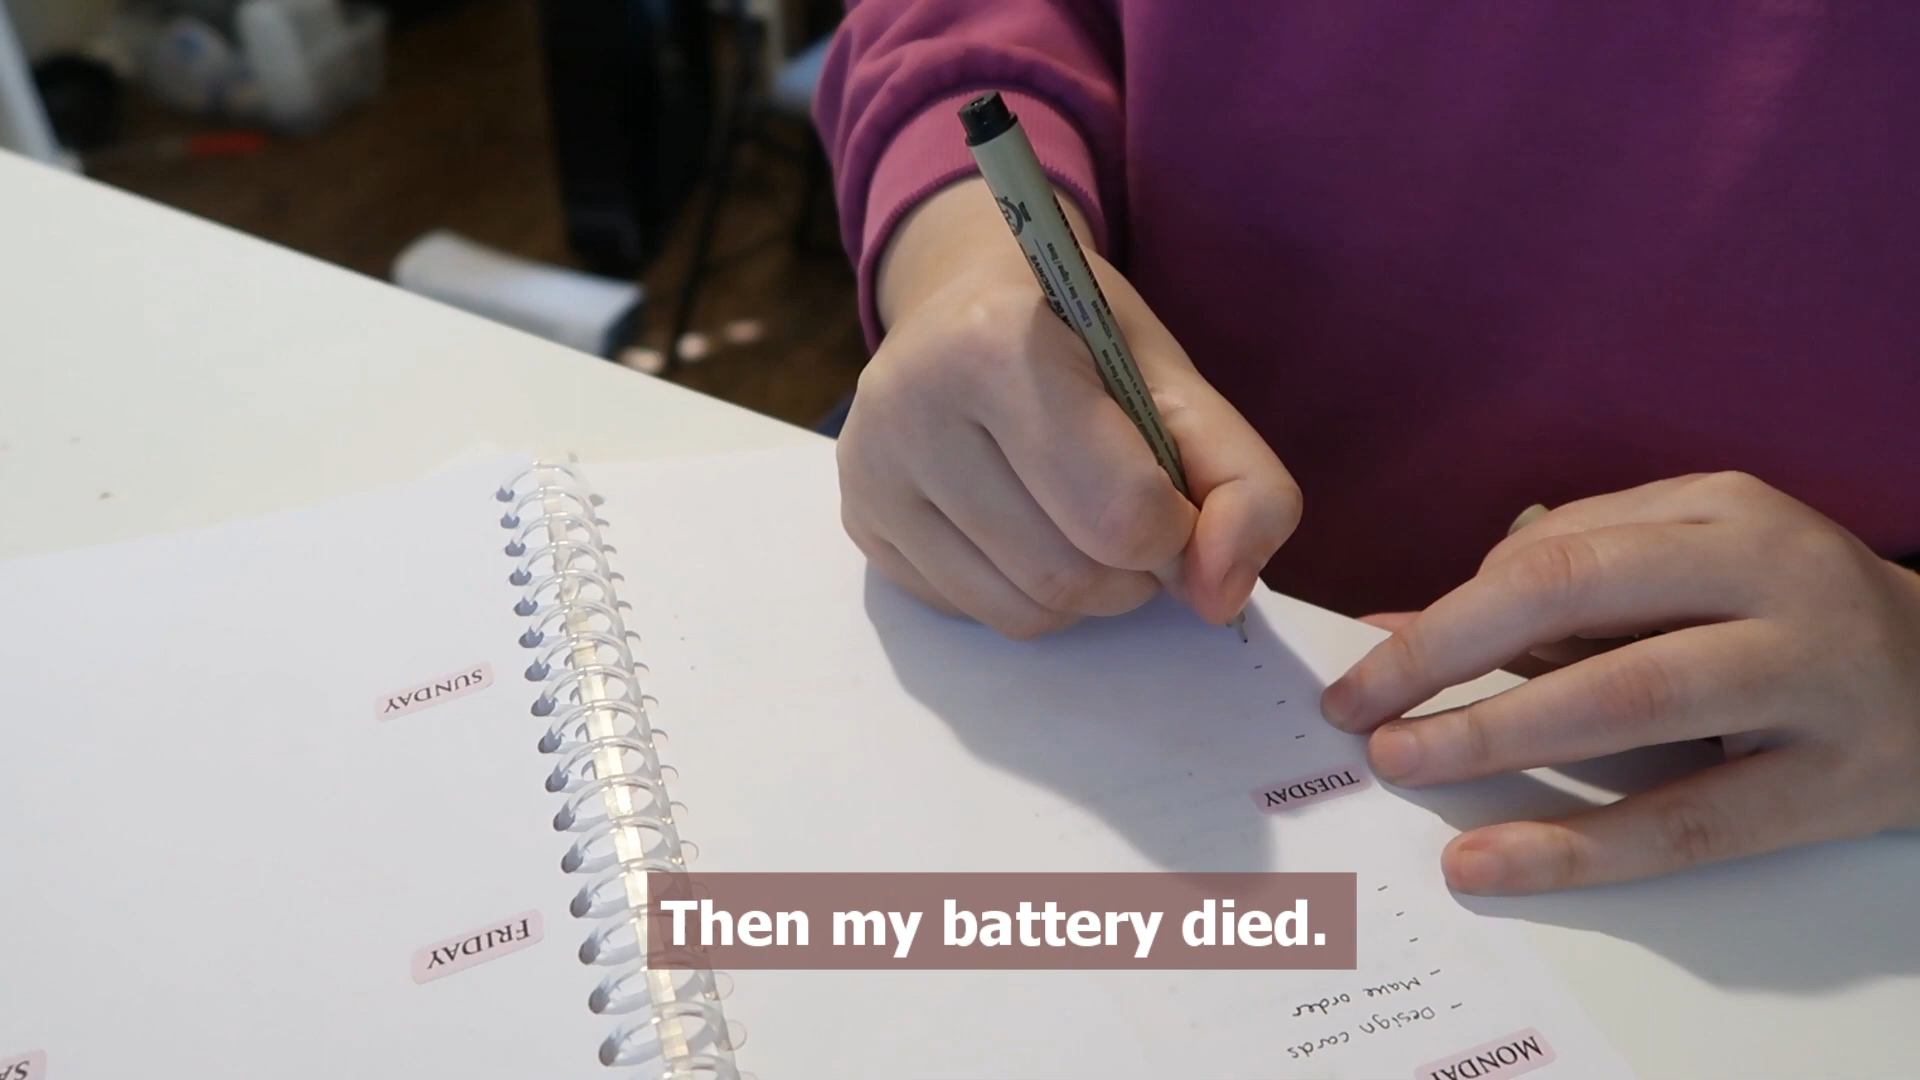 MONDAY
- Design cards
- Make order
-
-
-
TUESDAY
-
-
-
SUNDAY
FRIDAY
Then my battery died.